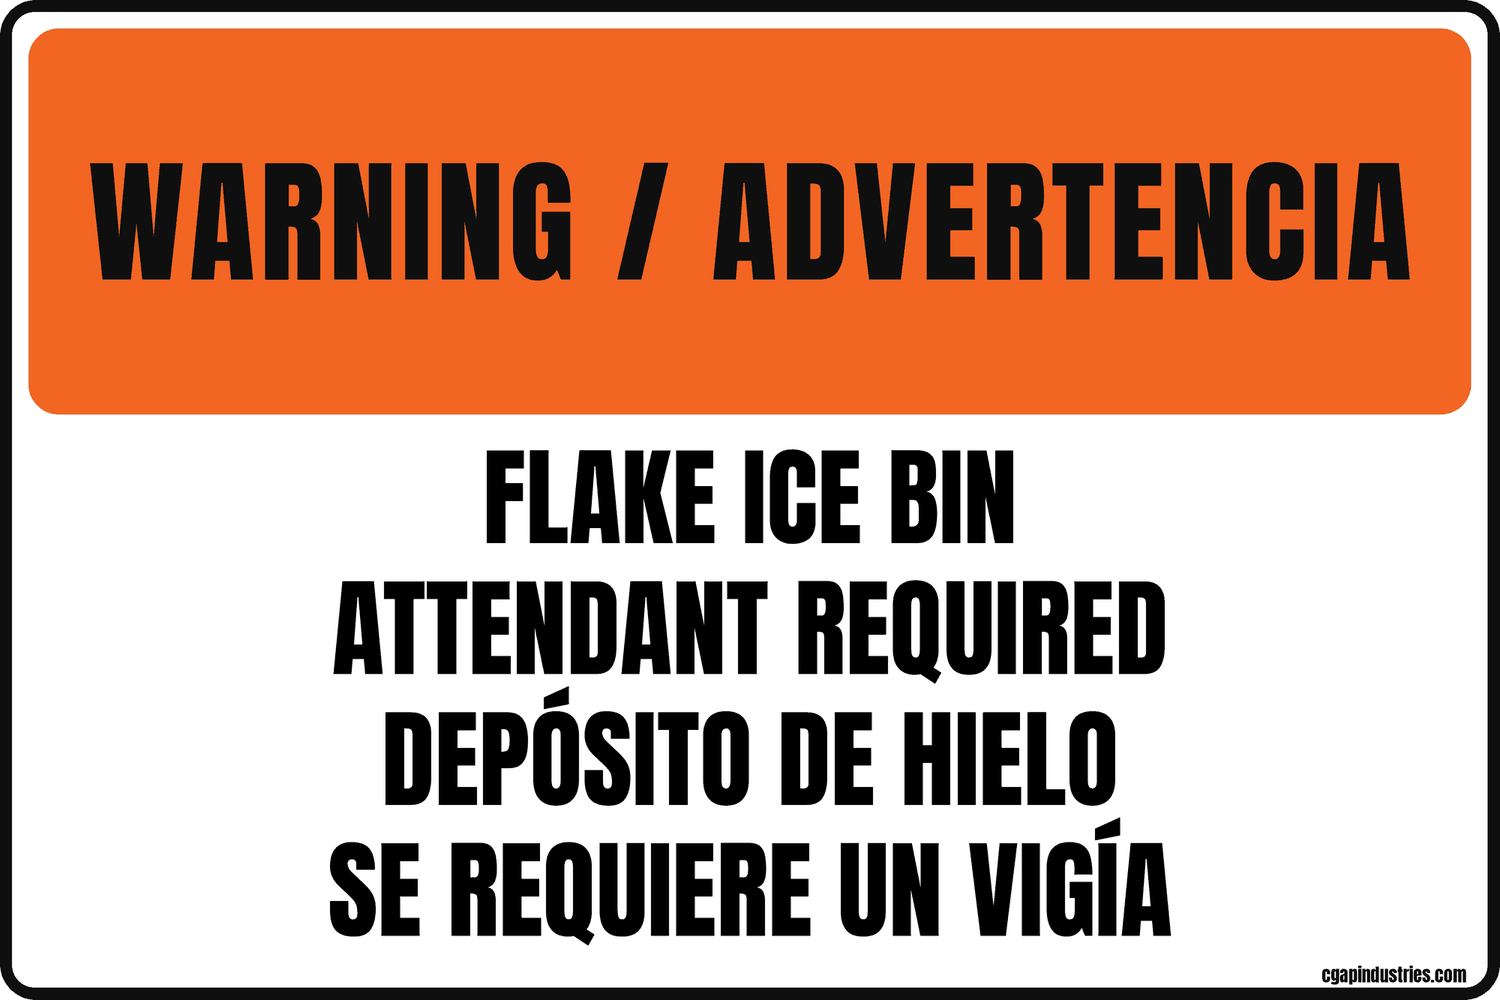 WARNING / ADVERTENCIA
FLAKE ICE BIN
ATTENDANT REQUIRED
DEPÓSITO DE HIELO
SE REQUIERE UN VIGÍA
cgapindustries.com